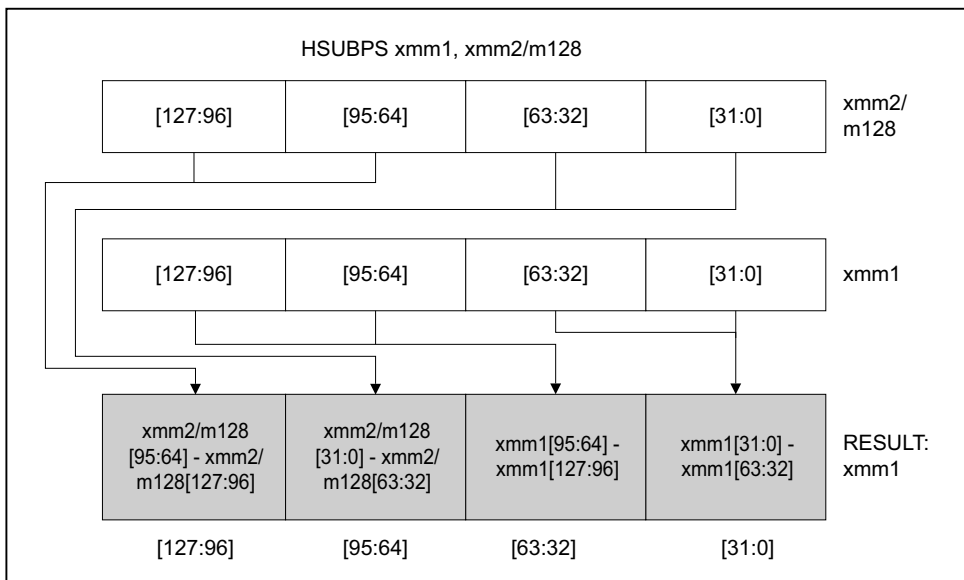 HSUBPS xmm1, xmm2/m128
[127:96] [95:64] [63:32] [31:0]
xmm2/
m128
[127:96] [95:64] [63:32] [31:0] xmm1
xmm2/m128
[95:64] - xmm2/
m128[127:96]
xmm2/m128
[31:0] - xmm2/
m128[63:32]
xmm1[95:64] -
xmm1[127:96]
xmm1[31:0] -
xmm1[63:32]
RESULT:
xmm1
[127:96] [95:64] [63:32] [31:0]